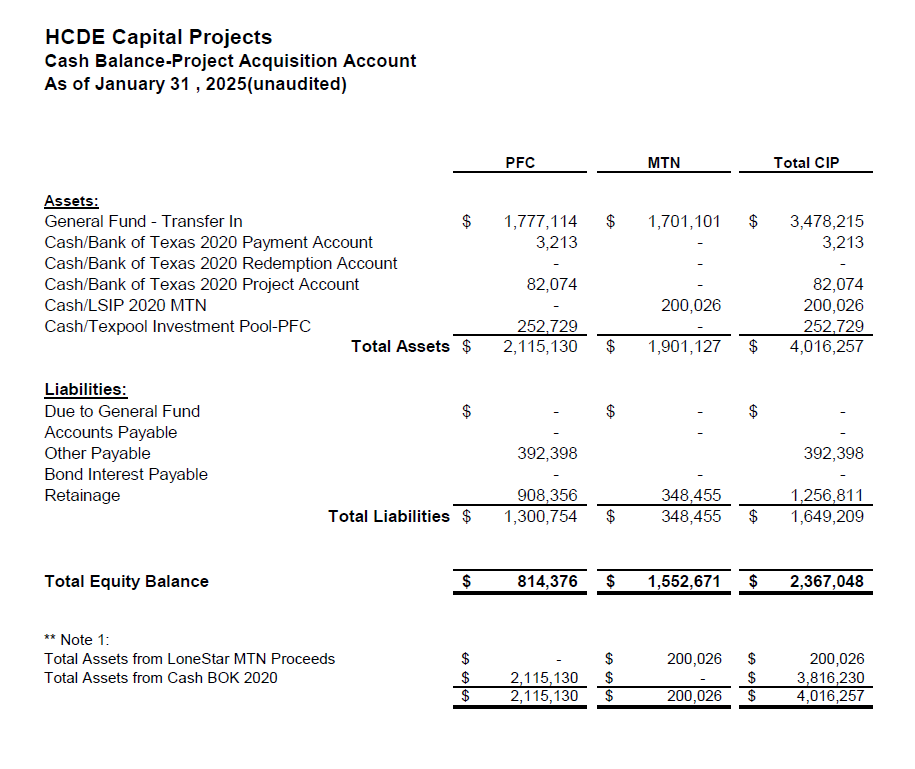 HCDE Capital Projects
Cash Balance-Project Acquisition Account
As of January 31 , 2025(unaudited)
PFC MTN Total CIP
Assets:
General Fund - Transfer In $ 1,777,114 $ 1,701,101 $ 3,478,215
Cash/Bank of Texas 2020 Payment Account 3,213 - 3,213
Cash/Bank of Texas 2020 Redemption Account - - -
Cash/Bank of Texas 2020 Project Account 82,074 - 82,074
Cash/LSIP 2020 MTN - 200,026 200,026
Cash/Texpool Investment Pool-PFC 252,729 - 252,729
Total Assets $ 2,115,130 $ 1,901,127 $ 4,016,257
Liabilities:
Due to General Fund $ - $ - $ -
Accounts Payable - - -
Other Payable 392,398 392,398
Bond Interest Payable - - -
Retainage 908,356 348,455 1,256,811
Total Liabilities $ 1,300,754 $ 348,455 $ 1,649,209
Total Equity Balance $ 814,376 $ 1,552,671 $ 2,367,048
** Note 1:
Total Assets from LoneStar MTN Proceeds $ - $ 200,026 $ 200,026
Total Assets from Cash BOK 2020 $ 2,115,130 $ - $ 3,816,230
$ 2,115,130 $ 200,026 $ 4,016,257